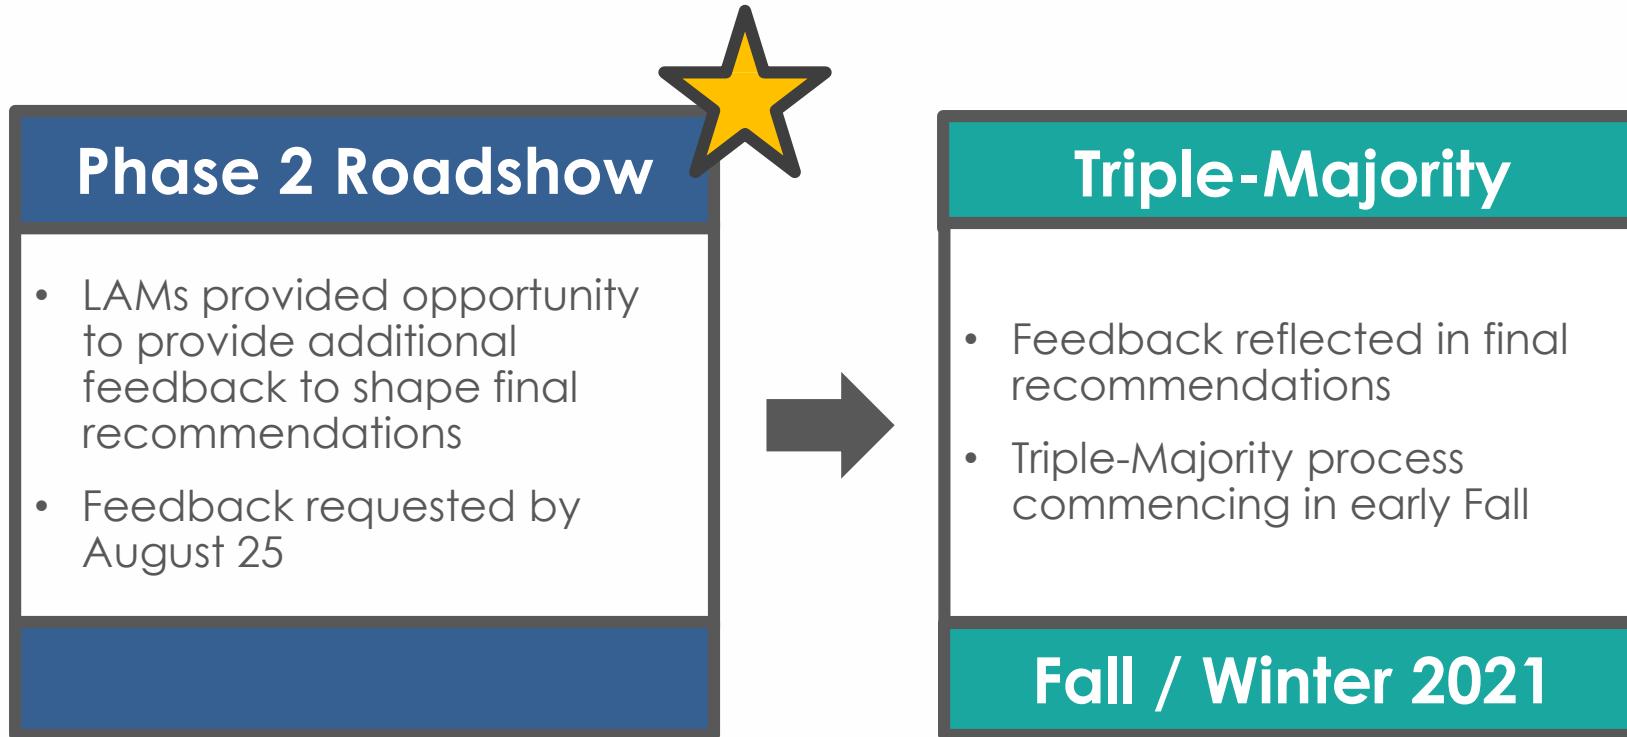 Phase 2 Roadshow
• LAMs provided opportunity
to provide additional
feedback to shape final
recommendations
• Feedback requested by
August 25
Triple-Majority
• Feedback reflected in final
recommendations
• Triple-Majority process
commencing in early Fall
Fall / Winter 2021